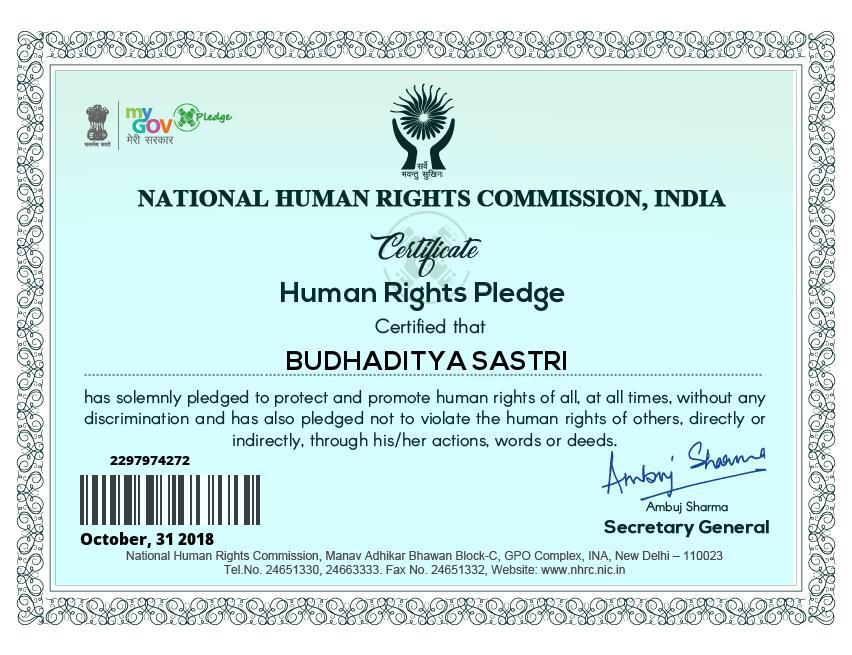 सत्यमेव जयते
my
GOV
मेरी सरकार
Pledge
सर्वे
भवन्तु सुखिनः
NATIONAL HUMAN RIGHTS COMMISSION, INDIA
Certificate
Human Rights Pledge
Certified that
BUDHADITYA SASTRI
has solemnly pledged to protect and promote human rights of all, at all times, without any
discrimination and has also pledged not to violate the human rights of others, directly or
indirectly, through his/her actions, words or deeds.
2297974272
Ambuj Sharma
Ambuj Sharma
Secretary General
October, 31 2018
National Human Rights Commission, Manav Adhikar Bhawan Block-C, GPO Complex, INA, New Delhi – 110023
Tel.No. 24651330, 24663333. Fax No. 24651332, Website: www.nhrc.nic.in